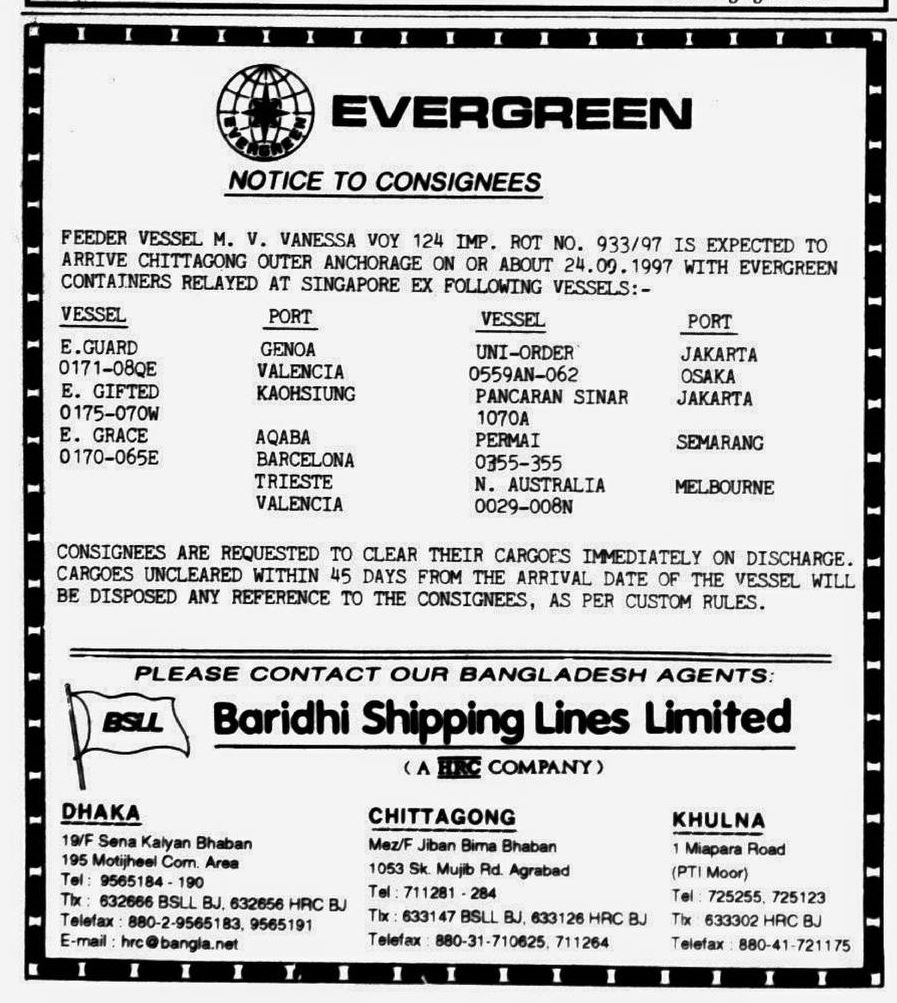 EVERGREEN
EVERGREEN
NOTICE TO CONSIGNEES
FEEDER VESSEL M. V. VANESSA VOY 124 IMP. ROT NO. 933/97 IS EXPECTED TO
ARRIVE CHITTAGONG OUTER ANCHORAGE ON OR ABOUT 24.09.1997 WITH EVERGREEN
CONTAINERS RELAYED AT SINGAPORE EX FOLLOWING VESSELS:-
VESSEL PORT VESSEL PORT
E.GUARD GENOA UNI-ORDER JAKARTA
0171-08QE VALENCIA 0559AN-062 OSAKA
E. GIFTED KAOHSIUNG PANCARAN SINAR JAKARTA
0175-070W 1070A
E. GRACE AQABA PERMAI SEMARANG
0170-065E BARCELONA 0355-355
TRIESTE N. AUSTRALIA MELBOURNE
VALENCIA 0029-008N
CONSIGNEES ARE REQUESTED TO CLEAR THEIR CARGOES IMMEDIATELY ON DISCHARGE.
CARGOES UNCLEARED WITHIN 45 DAYS FROM THE ARRIVAL DATE OF THE VESSEL WILL
BE DISPOSED ANY REFERENCE TO THE CONSIGNEES, AS PER CUSTOM RULES.
PLEASE CONTACT OUR BANGLADESH AGENTS:
BSLL
Baridhi Shipping Lines Limited
(A HRC COMPANY)
DHAKA
19/F Sena Kalyan Bhaban
195 Motijheel Com. Area
Tel : 9565184 - 190
Tlx : 632666 BSLL BJ, 632656 HRC BJ
Telefax : 880-2-9565183, 9565191
E-mail : hrc@bangla.net
CHITTAGONG
Mez/F Jiban Bima Bhaban
1053 Sk. Mujib Rd. Agrabad
Tel : 711281 - 284
Tlx : 633147 BSLL BJ, 633126 HRC BJ
Telefax : 880-31-710625, 711264
KHULNA
1 Miapara Road
(PTI Moor)
Tel : 725255, 725123
Tlx : 633302 HRC BJ
Telefax : 880-41-721175